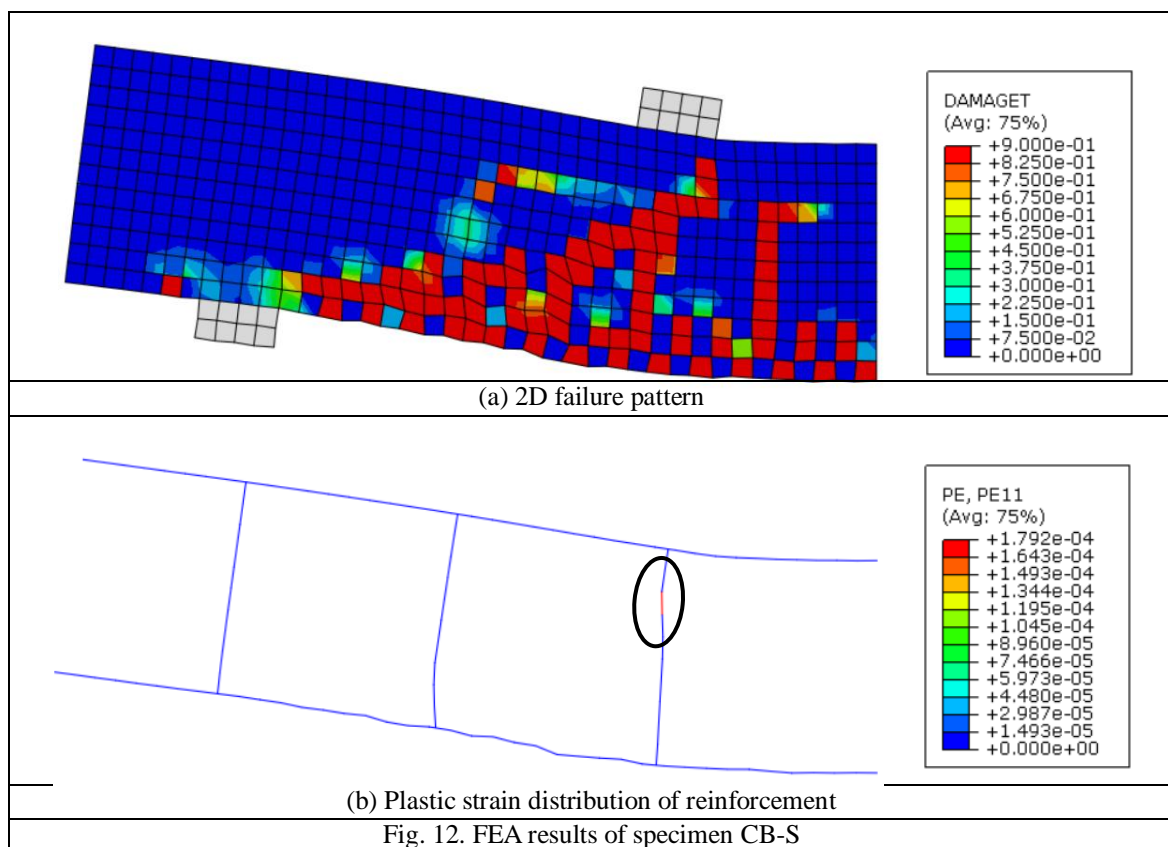 DAMAGET
(Avg: 75%)
+9.000e-01
+8.250e-01
+7.500e-01
+6.750e-01
+6.000e-01
+5.250e-01
+4.500e-01
+3.750e-01
+3.000e-01
+2.250e-01
+1.500e-01
+7.500e-02
+0.000e+00
(a) 2D failure pattern
PE, PE11
(Avg: 75%)
+1.792e-04
+1.643e-04
+1.493e-04
+1.344e-04
+1.195e-04
+1.045e-04
+8.960e-05
+7.466e-05
+5.973e-05
+4.480e-05
+2.987e-05
+1.493e-05
+0.000e+00
(b) Plastic strain distribution of reinforcement
Fig. 12. FEA results of specimen CB-S